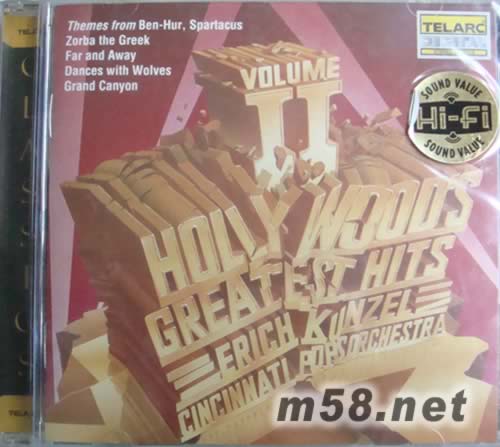 Themes from Ben-Hur, Spartacus
Zorba the Greek
Far and Away
Dances with Wolves
Grand Canyon
TELARC
DIGITAL
SOUND VALUE
Hi-Fi
SOUND VALUE
VOLUME
II
HOLLYWOOD'S
GREATEST HITS
ERICH KUNZEL
CINCINNATI POPS ORCHESTRA
m58.net